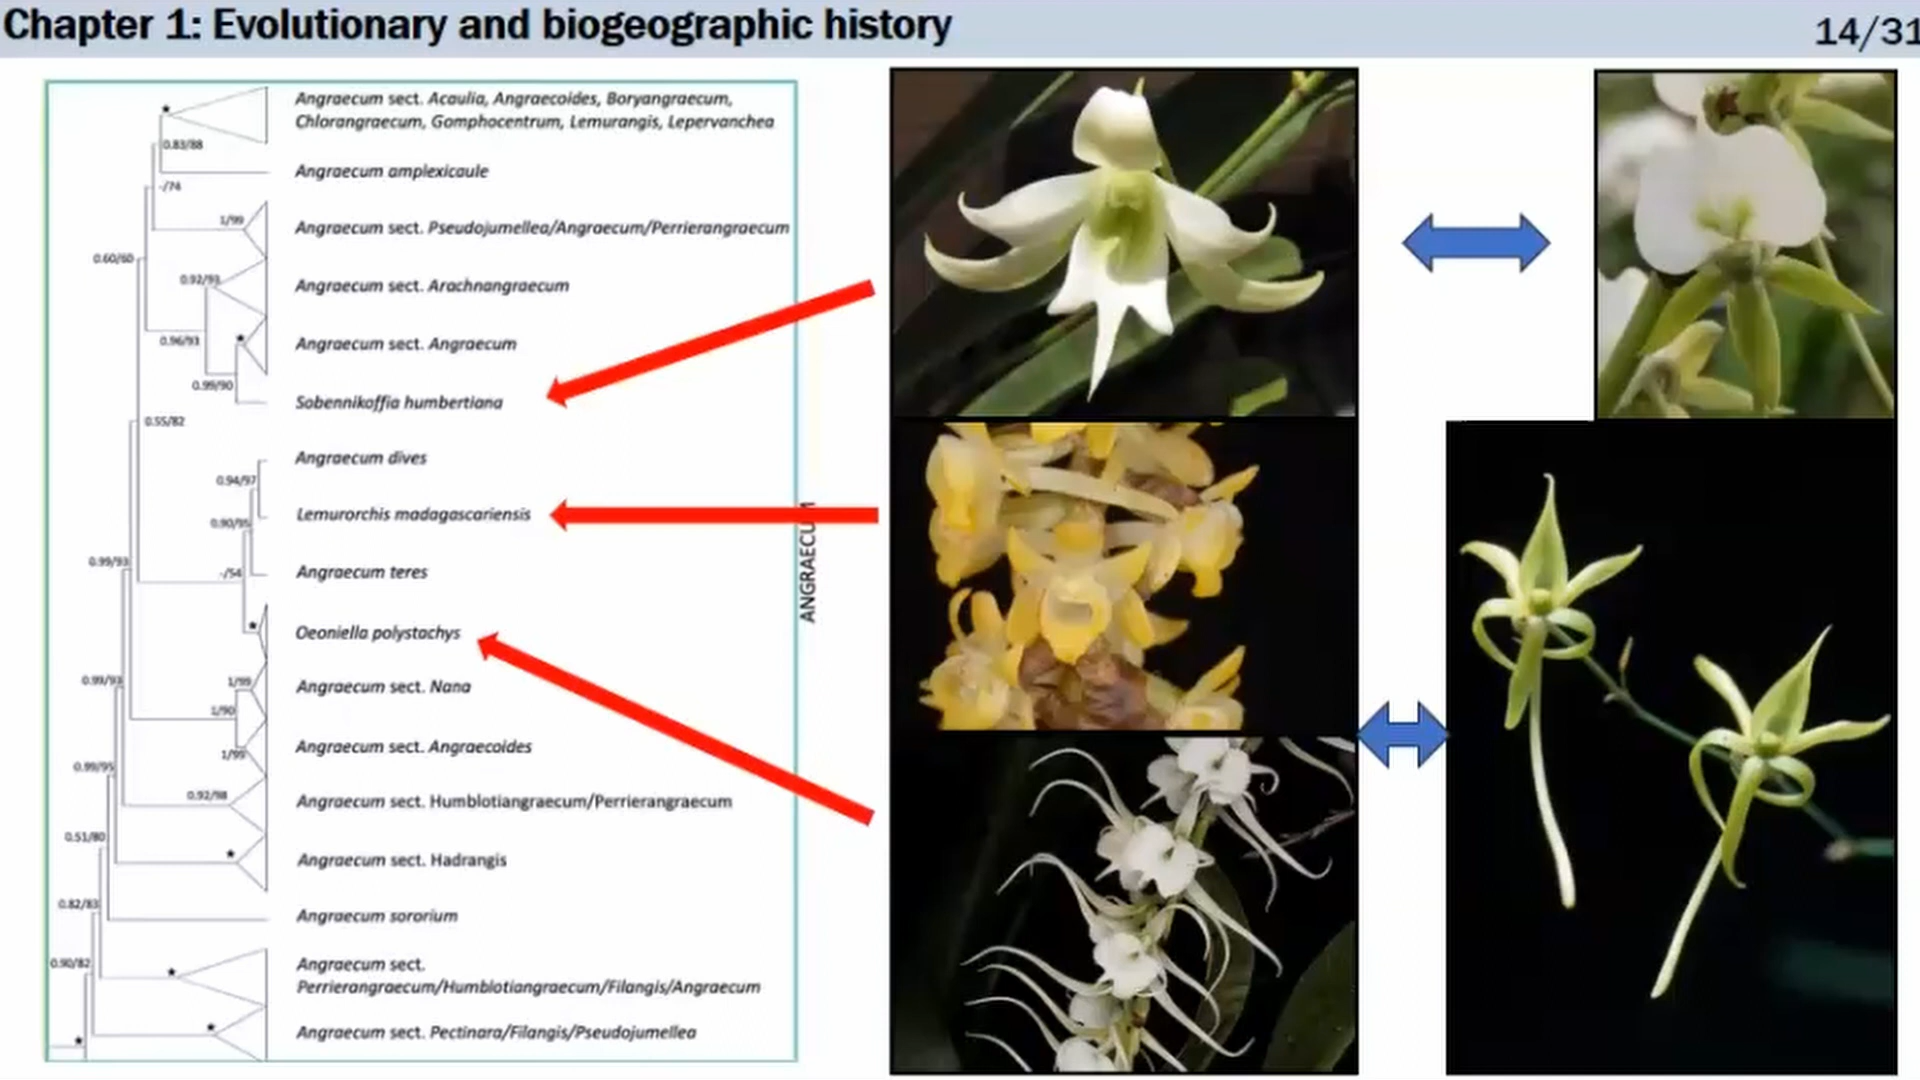 Chapter 1: Evolutionary and biogeographic history
14/31
Angraecum sect. Acaulia, Angraecoides, Boryangraecum,
Chlorangraecum, Gomphocentrum, Lemurangis, Lepervanchea
0.83/88
Angraecum amplexicaule
-/74
1/99
Angraecum sect. Pseudojumellea/Angraecum/Perrierangraecum
0.60/60
0.92/93
Angraecum sect. Arachnangraecum
0.96/93
Angraecum sect. Angraecum
0.99/90
Sobennikoffia humbertiana
0.55/82
Angraecum dives
0.94/97
Lemurorchis madagascariensis
0.90/95
Angraecum teres
0.99/93
-/54
Oeoniella polystachys
0.99/93
1/99
Angraecum sect. Nana
1/90
Angraecum sect. Angraecoides
1/99
0.99/95
0.92/98
Angraecum sect. Humblotiangraecum/Perrierangraecum
0.51/80
Angraecum sect. Hadrangis
0.82/83
Angraecum sororium
0.90/82
Angraecum sect.
Perrierangraecum/Humblotiangraecum/Filangis/Angraecum
Angraecum sect. Pectinara/Filangis/Pseudojumellea
ANGRAECUM